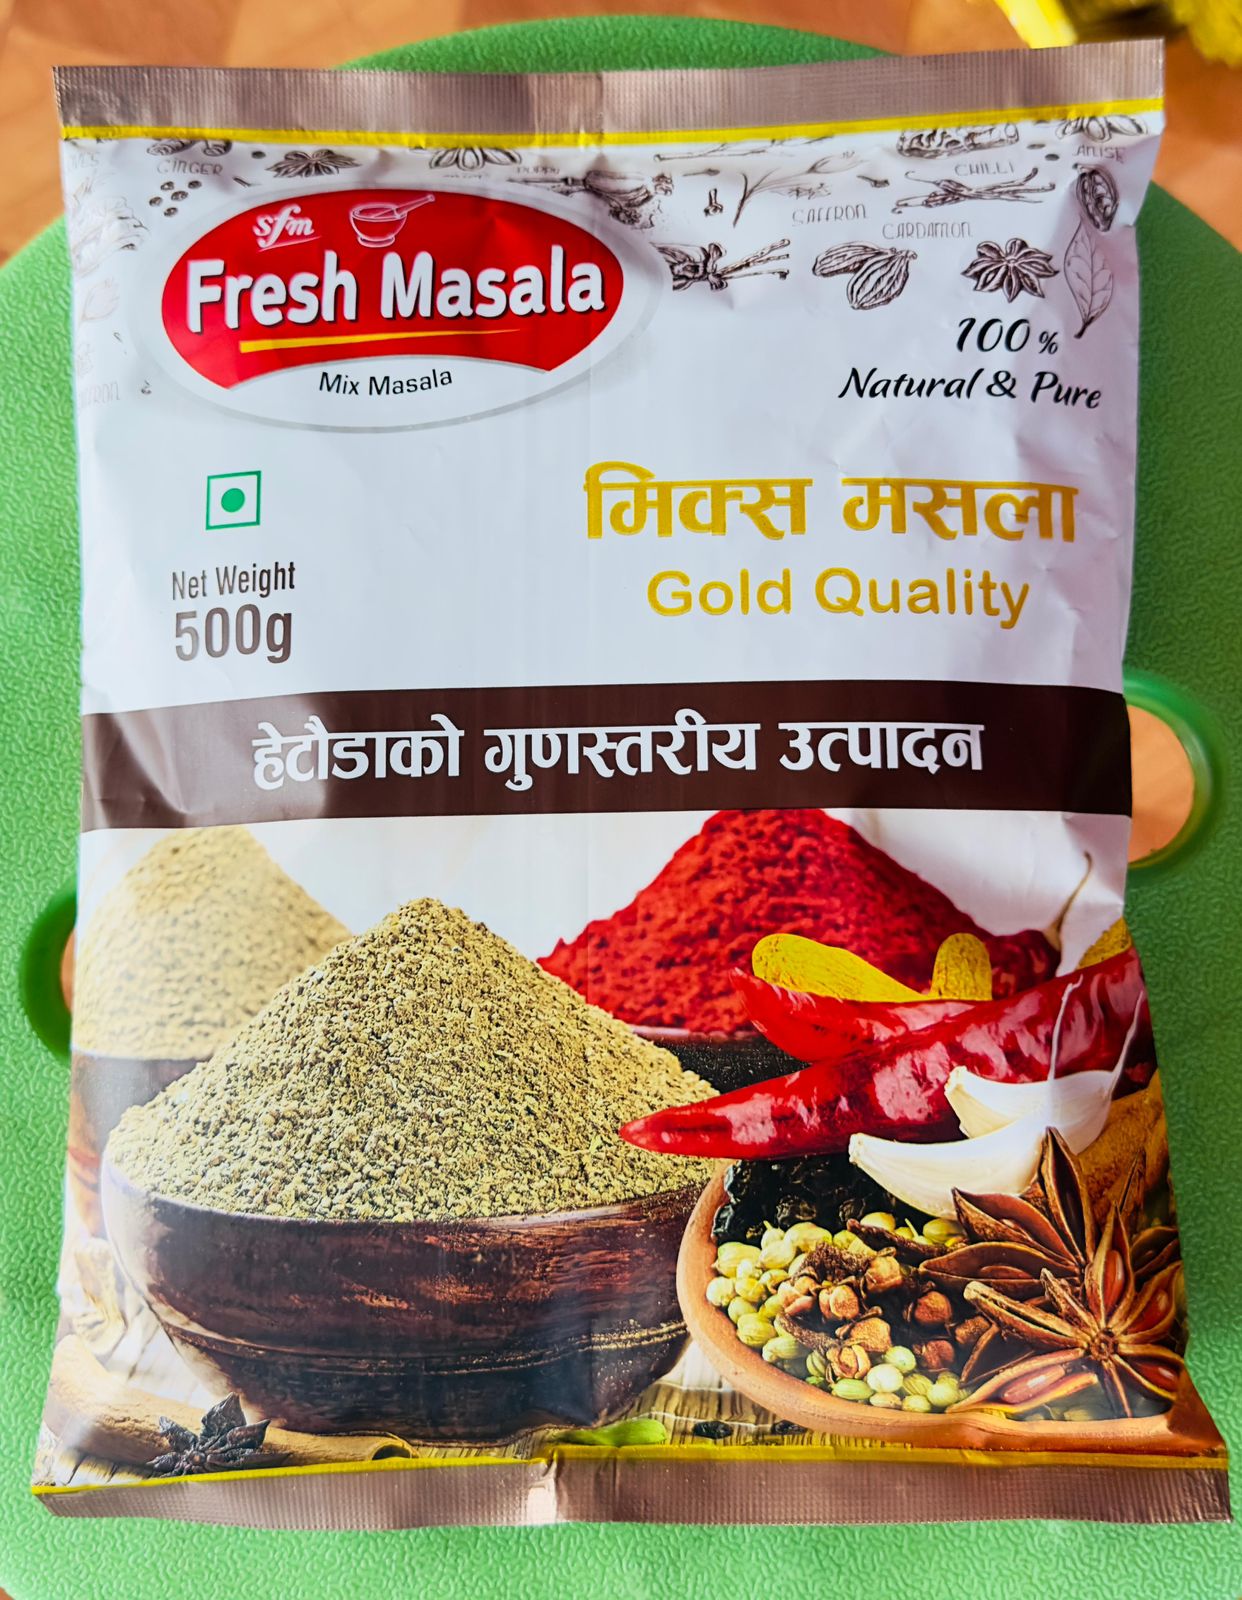 GINGER
CHILLI
ANISE
SAFFRON
CARDAMOM
sfm
Fresh Masala
Mix Masala
100 %
Natural & Pure
मिक्स मसला
Gold Quality
Net Weight
500g
हेटौडाको गुणस्तरीय उत्पादन